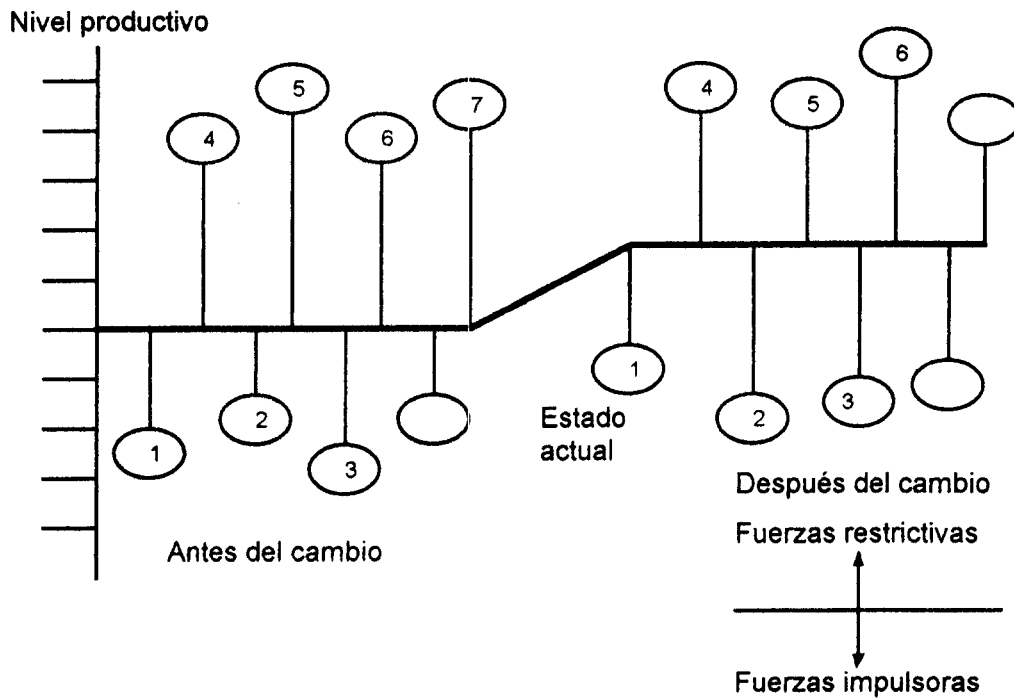 Nivel productivo
6
5
4
7
5
4
6
1
2
3
1
2
3
Estado
actual
Después del cambio
Antes del cambio
Fuerzas restrictivas
Fuerzas impulsoras